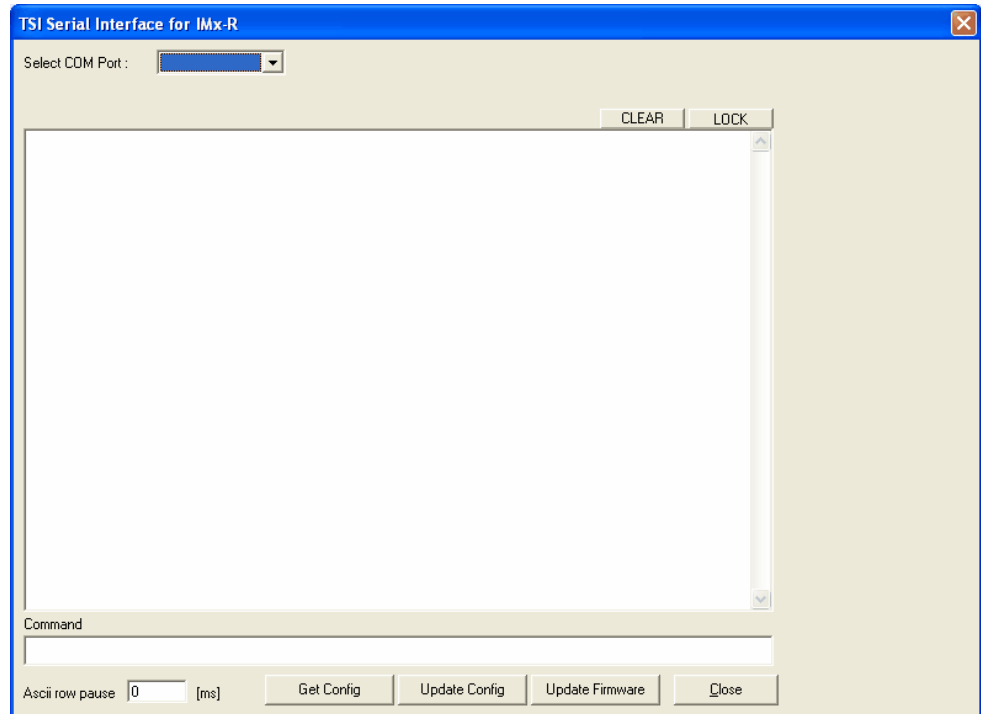 TSI Serial Interface for IMx-R
Select COM Port :
CLEAR LOCK
Command
Ascii row pause 0 [ms] Get Config Update Config Update Firmware Close